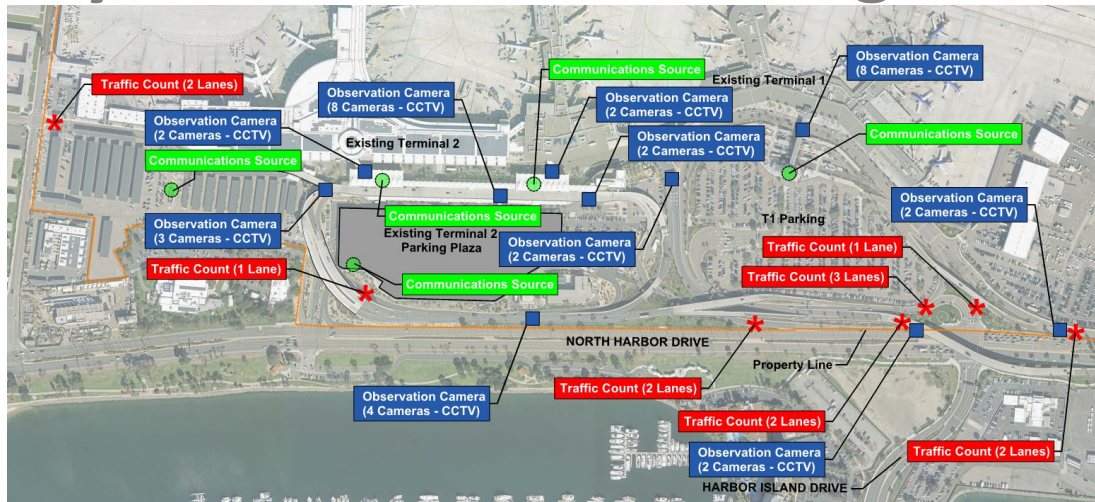 Communications Source
Existing Terminal 1
Observation Camera
(8 Cameras - CCTV)
Traffic Count (2 Lanes)
Observation Camera
(8 Cameras - CCTV)
Observation Camera
(2 Cameras - CCTV)
Observation Camera
(2 Cameras - CCTV)
Observation Camera
(2 Cameras - CCTV)
Communications Source
Existing Terminal 2
Communications Source
Observation Camera
(2 Cameras - CCTV)
Communications Source
T1 Parking
Observation Camera
(3 Cameras - CCTV)
Existing Terminal 2
Parking Plaza
Observation Camera
(2 Cameras - CCTV)
Traffic Count (1 Lane)
Traffic Count (1 Lane)
Traffic Count (3 Lanes)
Communications Source
NORTH HARBOR DRIVE
Property Line
Traffic Count (2 Lanes)
Observation Camera
(4 Cameras - CCTV)
Traffic Count (2 Lanes)
Observation Camera
(2 Cameras - CCTV)
Traffic Count (2 Lanes)
HARBOR ISLAND DRIVE